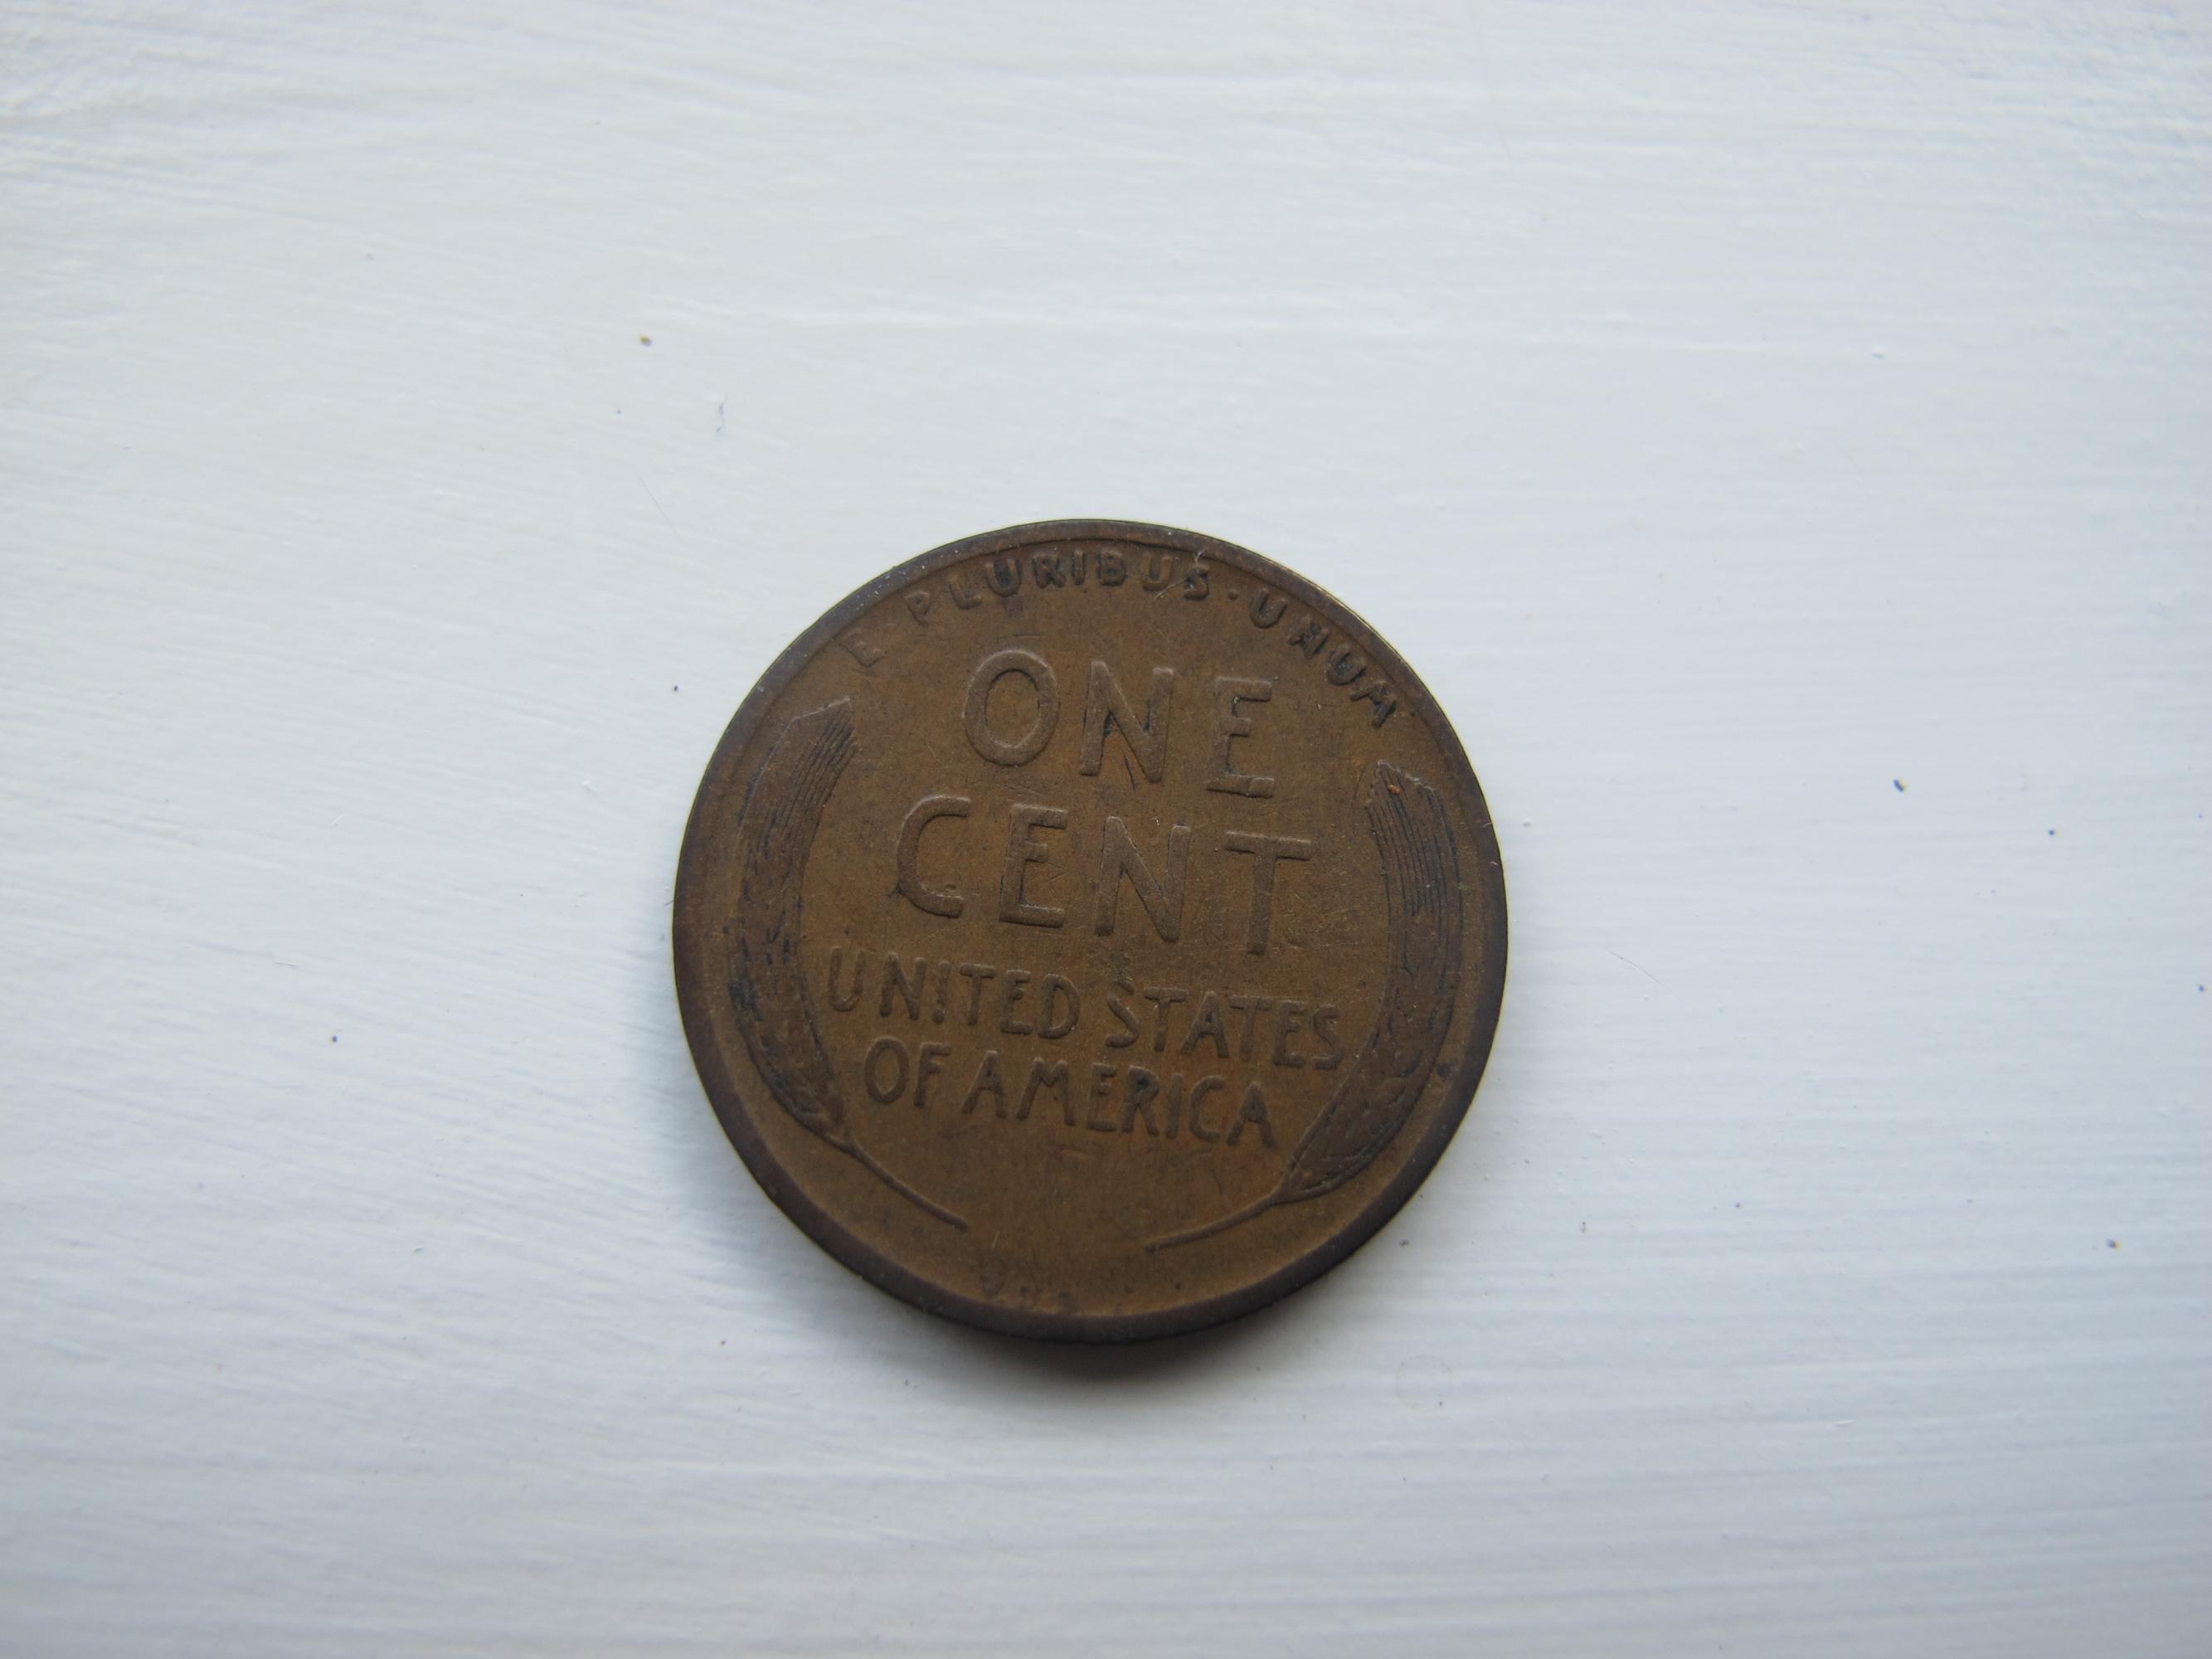 E · PLURIBUS · UNUM
ONE
CENT
UNITED STATES
OF AMERICA